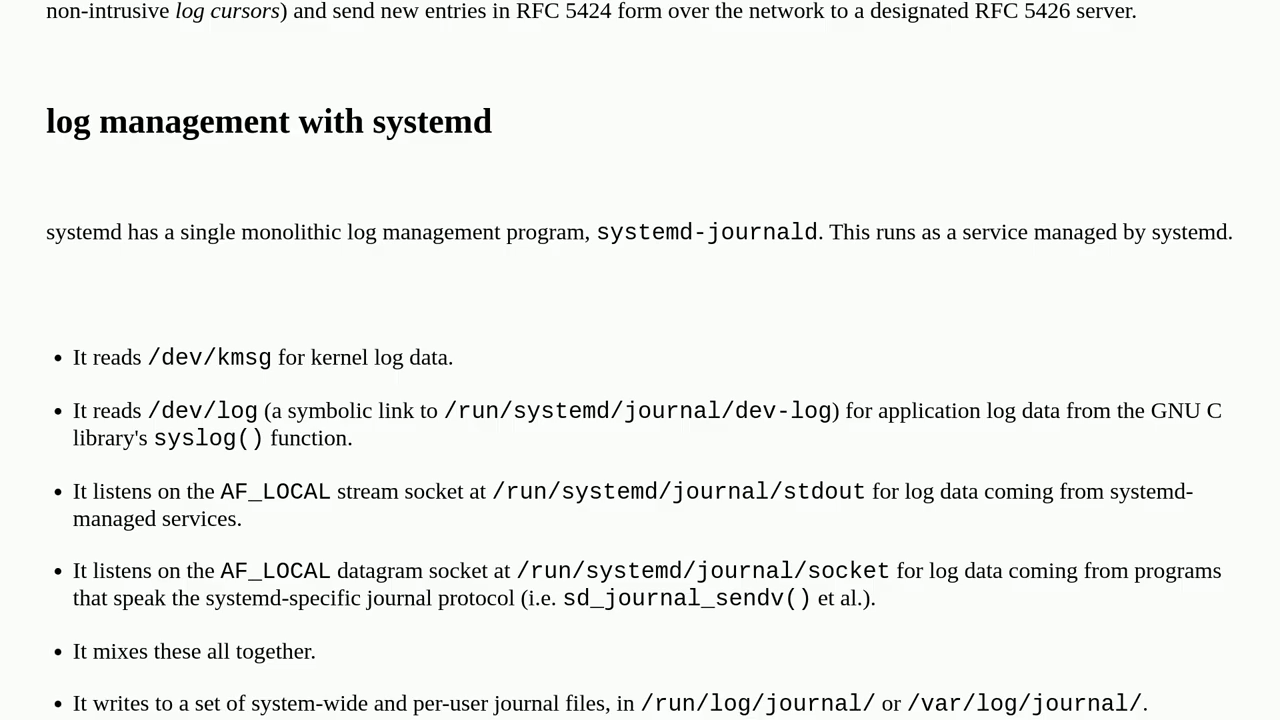 non-intrusive log cursors) and send new entries in RFC 5424 form over the network to a designated RFC 5426 server.
log management with systemd
systemd has a single monolithic log management program, systemd-journald. This runs as a service managed by systemd.
• It reads /dev/kmsg for kernel log data.
• It reads /dev/log (a symbolic link to /run/systemd/journal/dev-log) for application log data from the GNU C
library's syslog() function.
• It listens on the AF_LOCAL stream socket at /run/systemd/journal/stdout for log data coming from systemd-
managed services.
• It listens on the AF_LOCAL datagram socket at /run/systemd/journal/socket for log data coming from programs
that speak the systemd-specific journal protocol (i.e. sd_journal_sendv() et al.).
• It mixes these all together.
• It writes to a set of system-wide and per-user journal files, in /run/log/journal/ or /var/log/journal/.